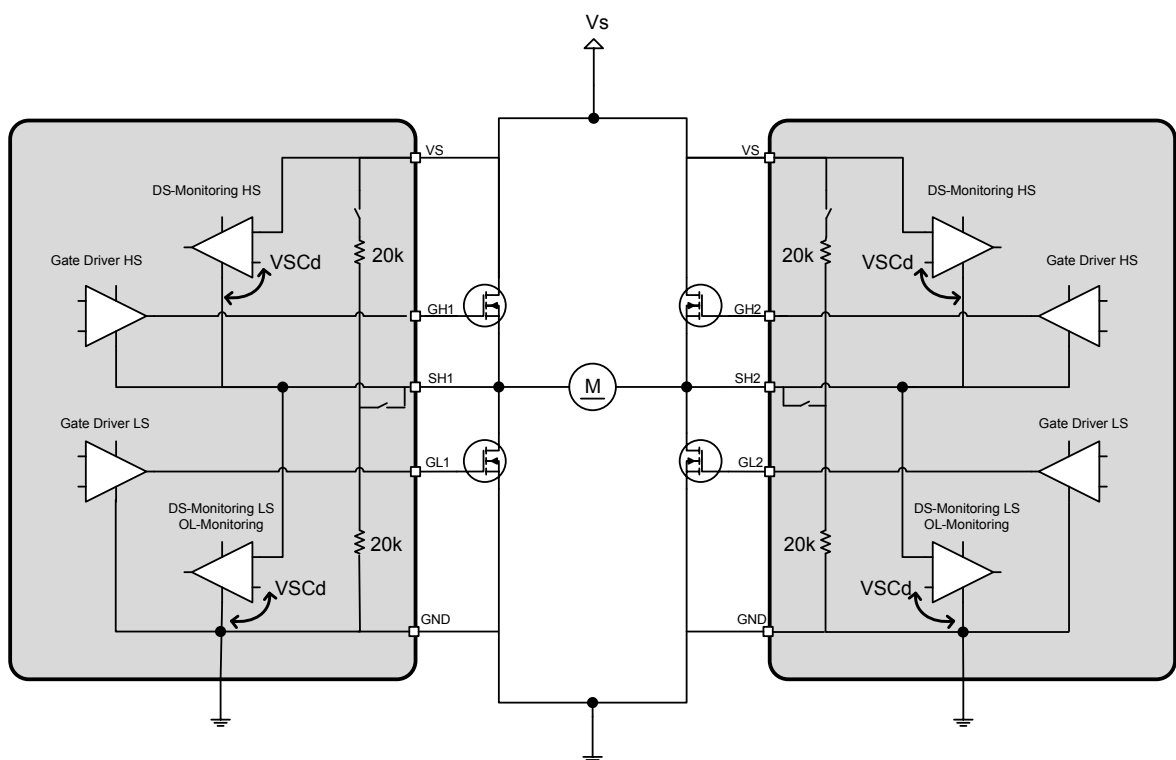 Vs
VS
VS
DS-Monitoring HS
DS-Monitoring HS
20k
20k
VSCd
VSCd
Gate Driver HS
Gate Driver HS
GH1
GH2
SH1
M
SH2
Gate Driver LS
Gate Driver LS
GL1
GL2
DS-Monitoring LS
OL-Monitoring
DS-Monitoring LS
OL-Monitoring
20k
20k
VSCd
VSCd
GND
GND